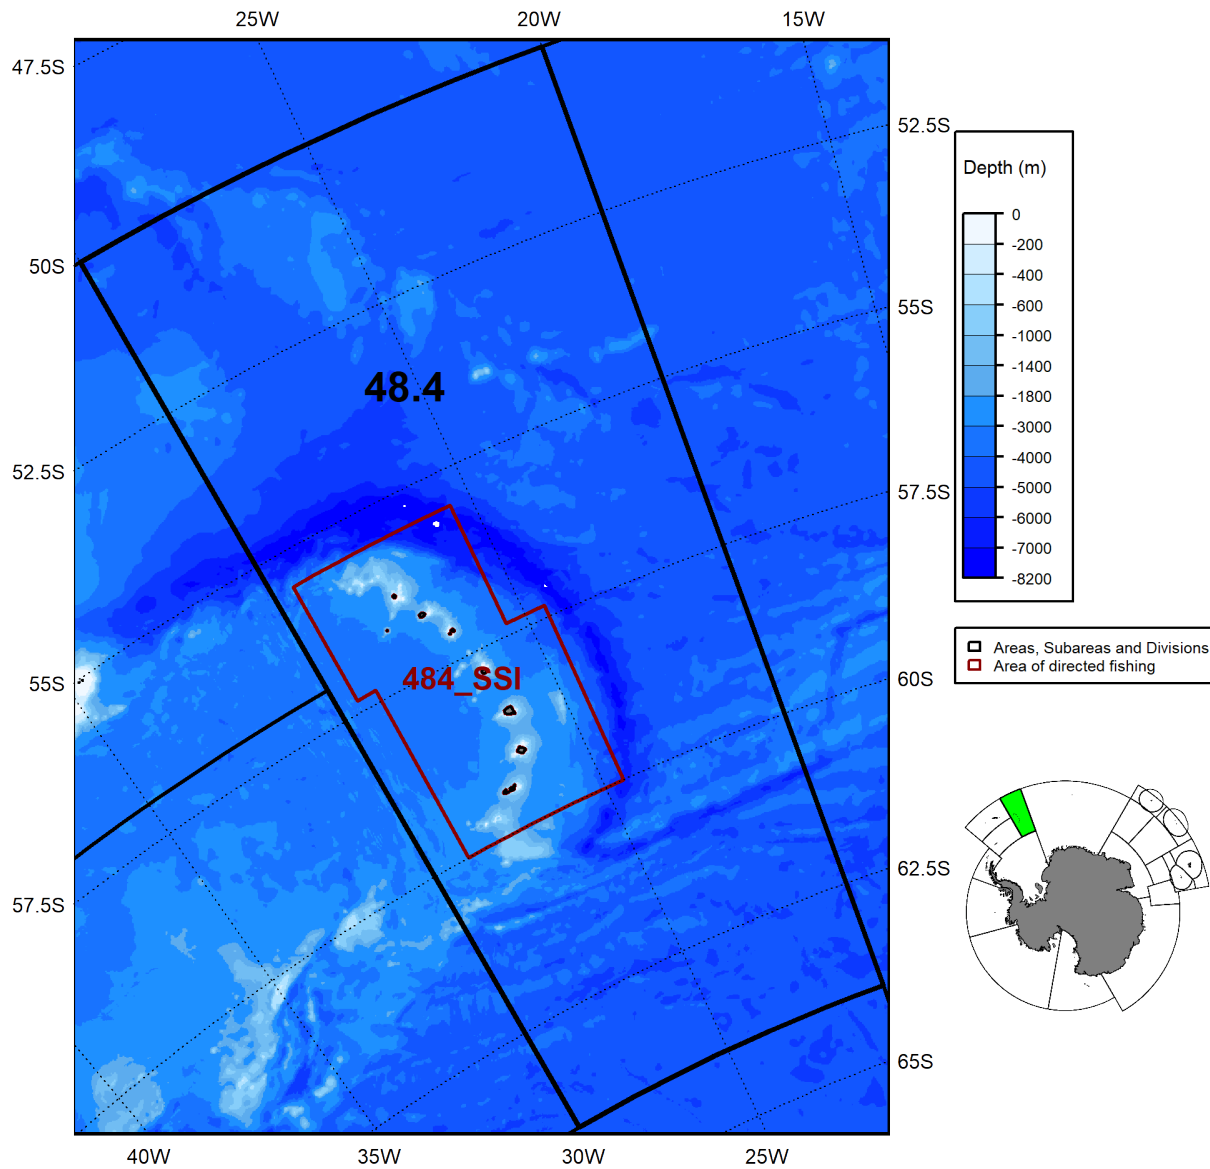 25W
20W
15W
47.5S
50S
52.5S
55S
57.5S
52.5S
55S
57.5S
60S
62.5S
65S
40W
35W
30W
25W
48.4
484_SSI
Depth (m)
0
-200
-400
-600
-1000
-1400
-1800
-3000
-4000
-5000
-6000
-7000
-8200
Areas, Subareas and Divisions
Area of directed fishing